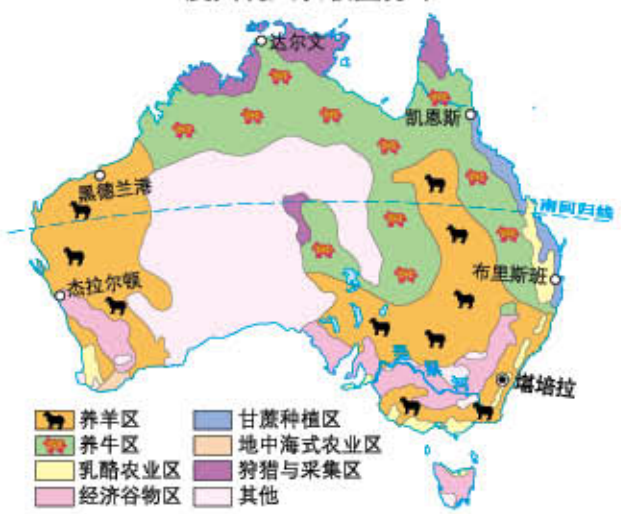 达尔文
凯恩斯
黑德兰港
南回归线
布里斯班
杰拉尔顿
墨累河
堪培拉
养羊区
甘蔗种植区
养牛区
地中海式农业区
乳酪农业区
狩猎与采集区
经济谷物区
其他